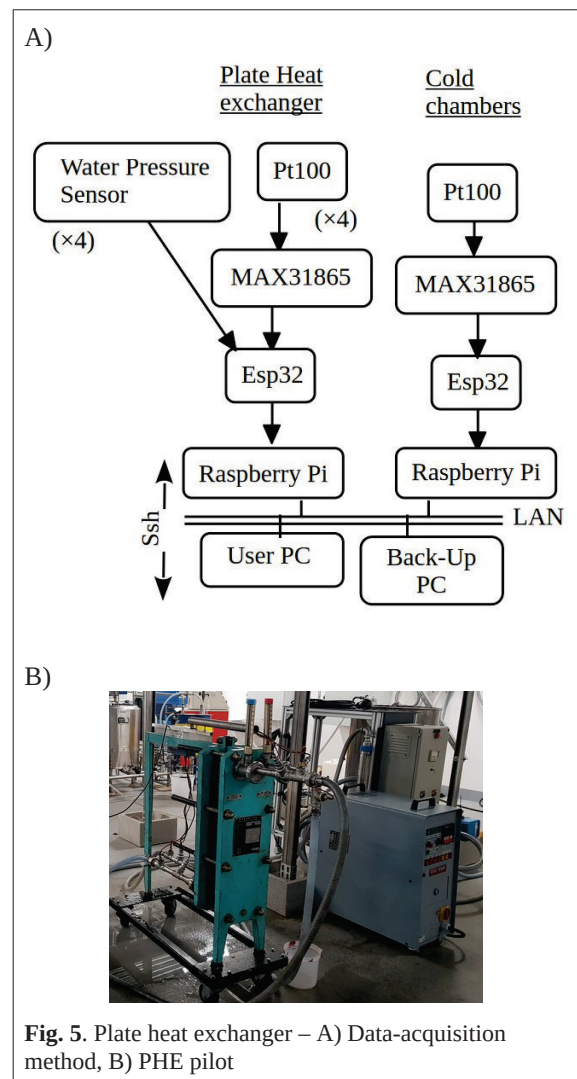 A)
Plate Heat
exchanger
Cold
chambers
Water Pressure
Sensor
(×4)
Pt100
(×4)
MAX31865
Esp32
Raspberry Pi
Pt100
MAX31865
Esp32
Raspberry Pi
Ssh
LAN
User PC
Back-Up
PC
B)
Fig. 5. Plate heat exchanger – A) Data-acquisition
method, B) PHE pilot